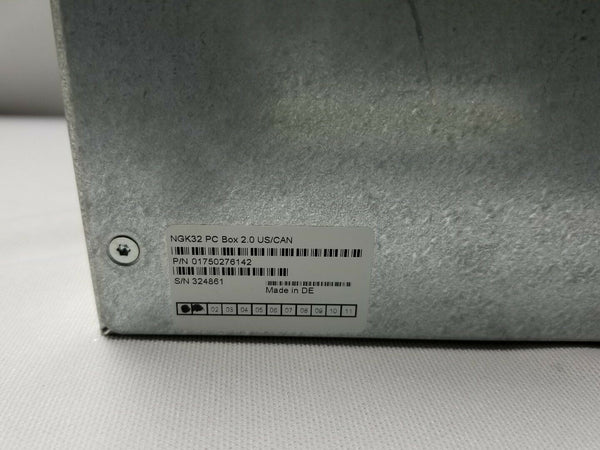 NGK32 PC Box 2.0 US/CAN
P/N 01750276142
S/N 324861
Made in DE
02 03 04 05 06 07 08 09 10 11